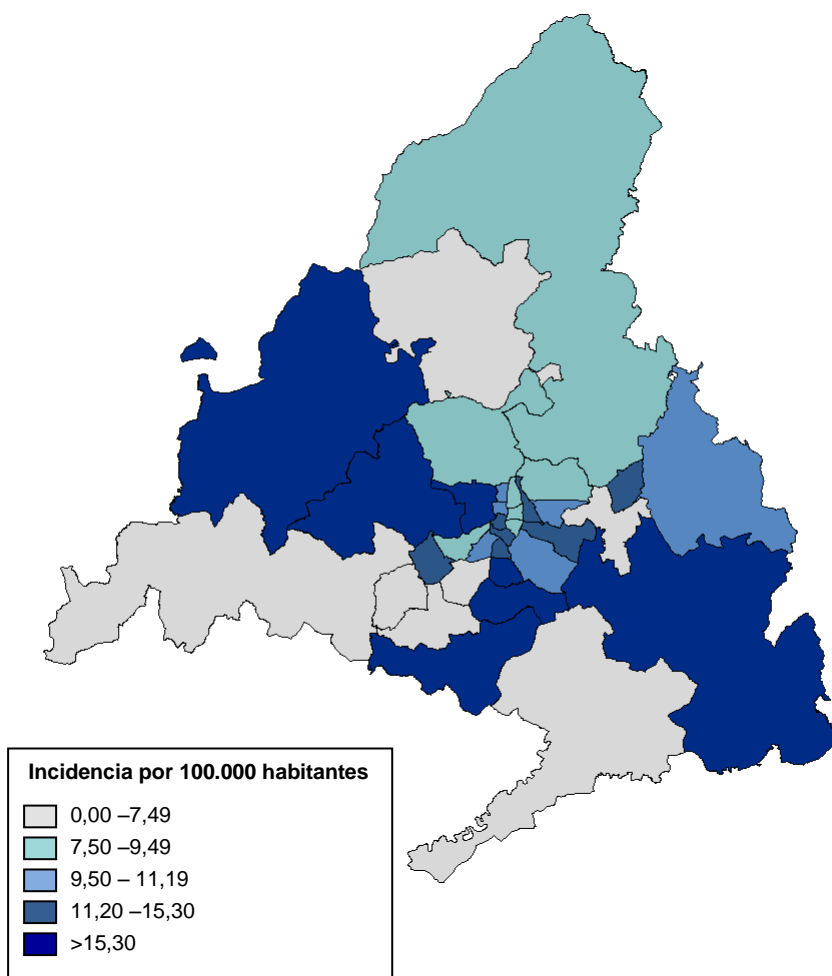 Incidencia por 100.000 habitantes
0,00 –7,49
7,50 –9,49
9,50 – 11,19
11,20 –15,30
>15,30